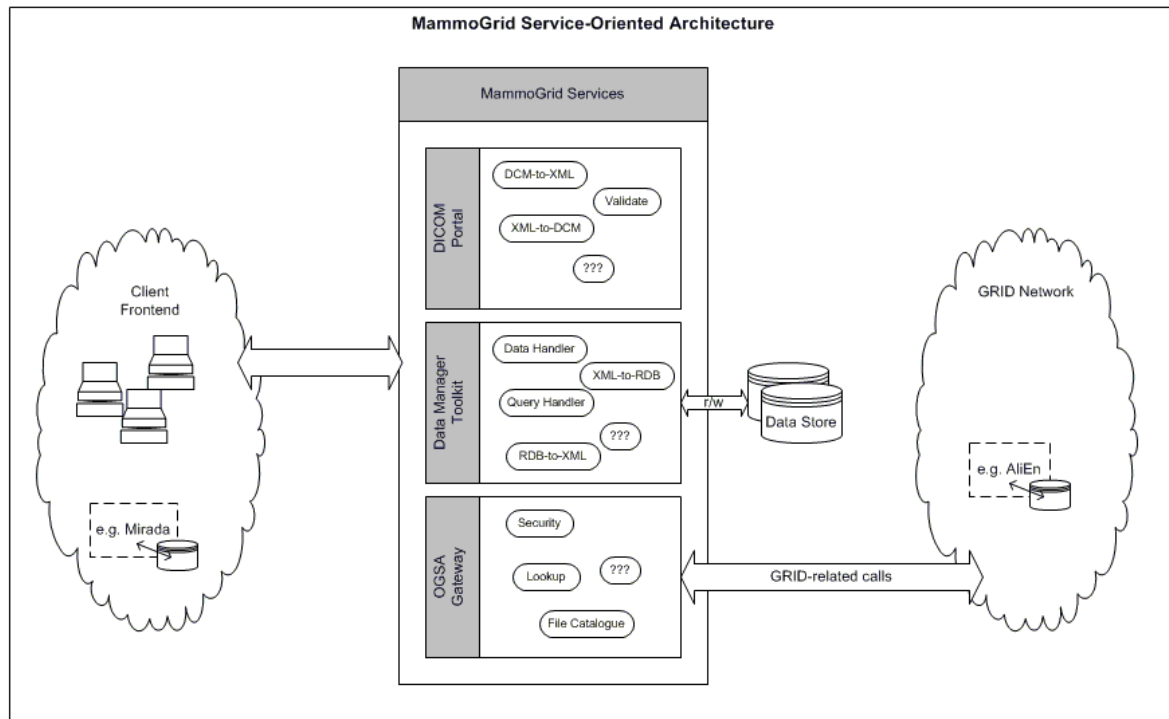 MammoGrid Service-Oriented Architecture
MammoGrid Services
DICOM
Portal
DCM-to-XML
Validate
XML-to-DCM
???
Client
Frontend
e.g. Mirada
Data Manager
Toolkit
Data Handler
XML-to-RDB
Query Handler
???
RDB-to-XML
r/w
Data Store
OGSA
Gateway
Security
Lookup
???
File Catalogue
GRID-related calls
GRID Network
e.g. AliEn